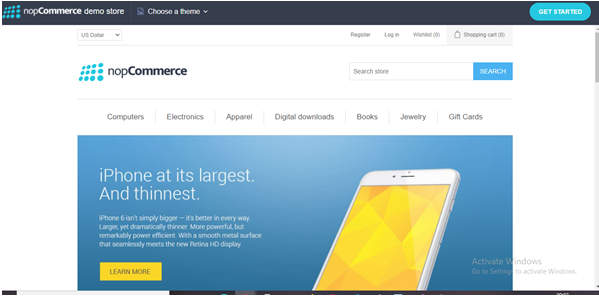 nopCommerce demo store
Choose a theme
GET STARTED
US Dollar
Register
Log in
Wishlist (0)
Shopping cart (0)
nopCommerce
Search store
SEARCH
Computers
Electronics
Apparel
Digital downloads
Books
Jewelry
Gift Cards
iPhone at its largest.
And thinnest.
iPhone 6 isn't simply bigger — it's better in every way.
Larger, yet dramatically thinner. More powerful, but
remarkably power efficient. With a smooth metal surface
that seamlessly meets the new Retina HD display.
LEARN MORE
Activate Windows
Go to Settings to activate Windows.